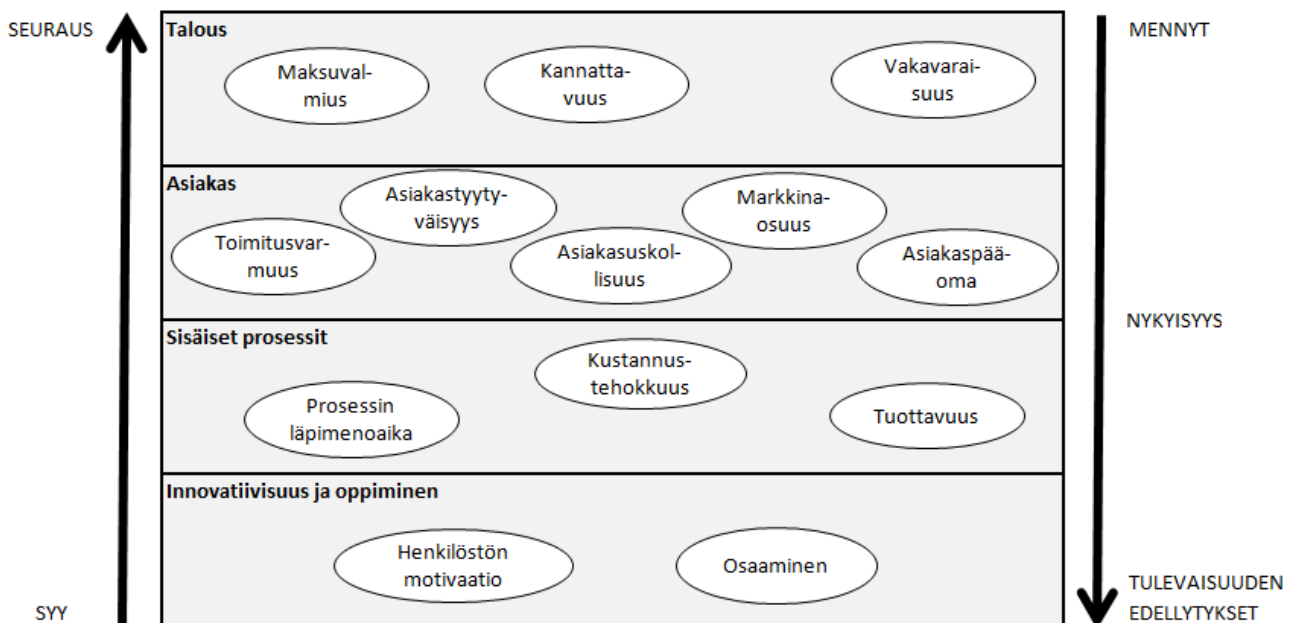 SEURAUS
Talous
MENNYT
Maksuval-
mius
Kannatta-
vuus
Vakavarai-
suus
Asiakas
Asiakastyyty-
väisyys
Markkina-
osuus
Toimitusvar-
muus
Asiakasuskol-
lisuus
Asiakaspää-
oma
NYKYISYYS
Sisäiset prosessit
Kustannus-
tehokkuus
Prosessin
läpimenoaika
Tuottavuus
Innovatiivisuus ja oppiminen
Henkilöstön
motivaatio
Osaaminen
SYY
TULEVAISUUDEN
EDELLYTYKSET